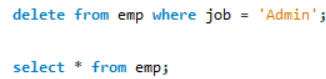 delete from emp where job = 'Admin';
select * from emp;